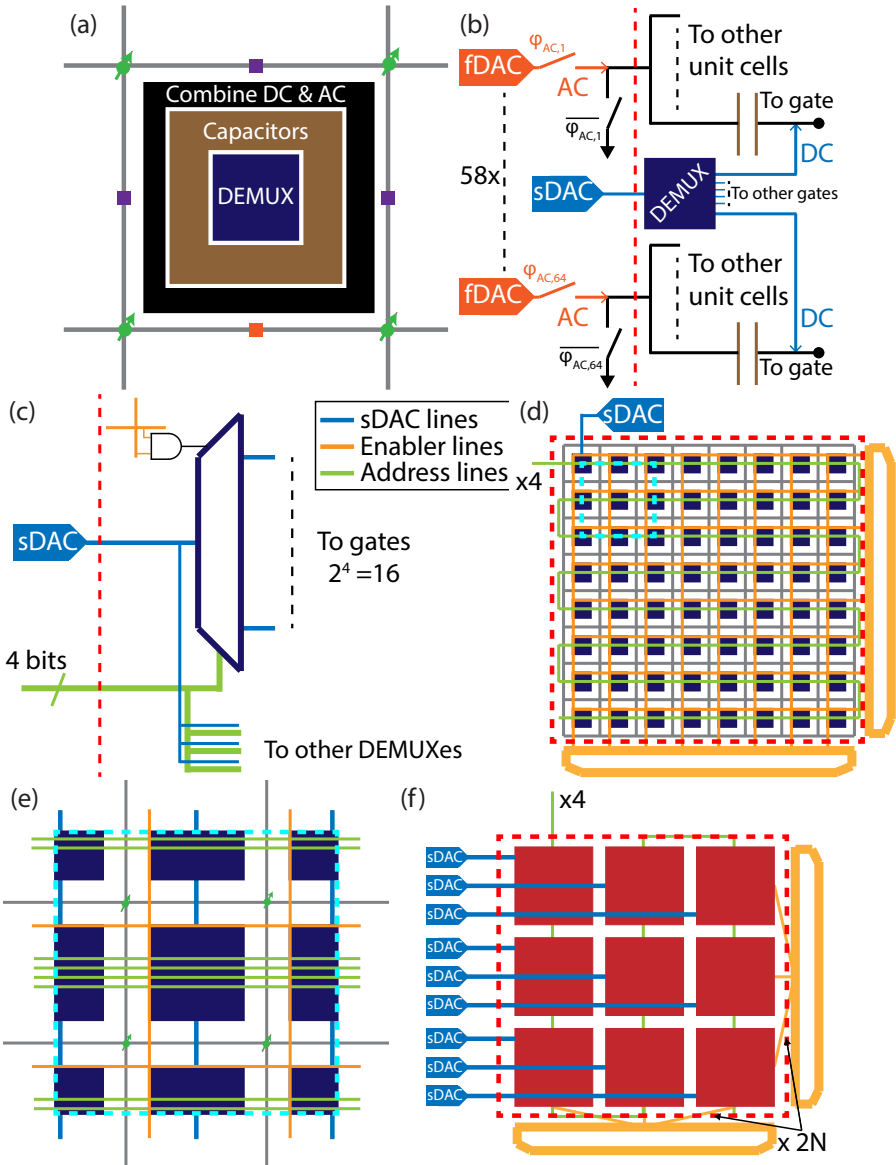 (a)
Combine DC & AC
Capacitors
DEMUX
(b)
fDAC
φAC,1
AC
φAC,1
To other
unit cells
To gate
58x
sDAC
DEMUX
DC
To other gates
fDAC
φAC,64
AC
φAC,64
To other
unit cells
DC
To gate
(c)
sDAC
4 bits
To gates
2⁴ =16
To other DEMUXes
sDAC lines
Enabler lines
Address lines
(d)
sDAC
x4
(e)
(f)
x4
sDAC
sDAC
sDAC
sDAC
sDAC
sDAC
sDAC
sDAC
sDAC
x 2N